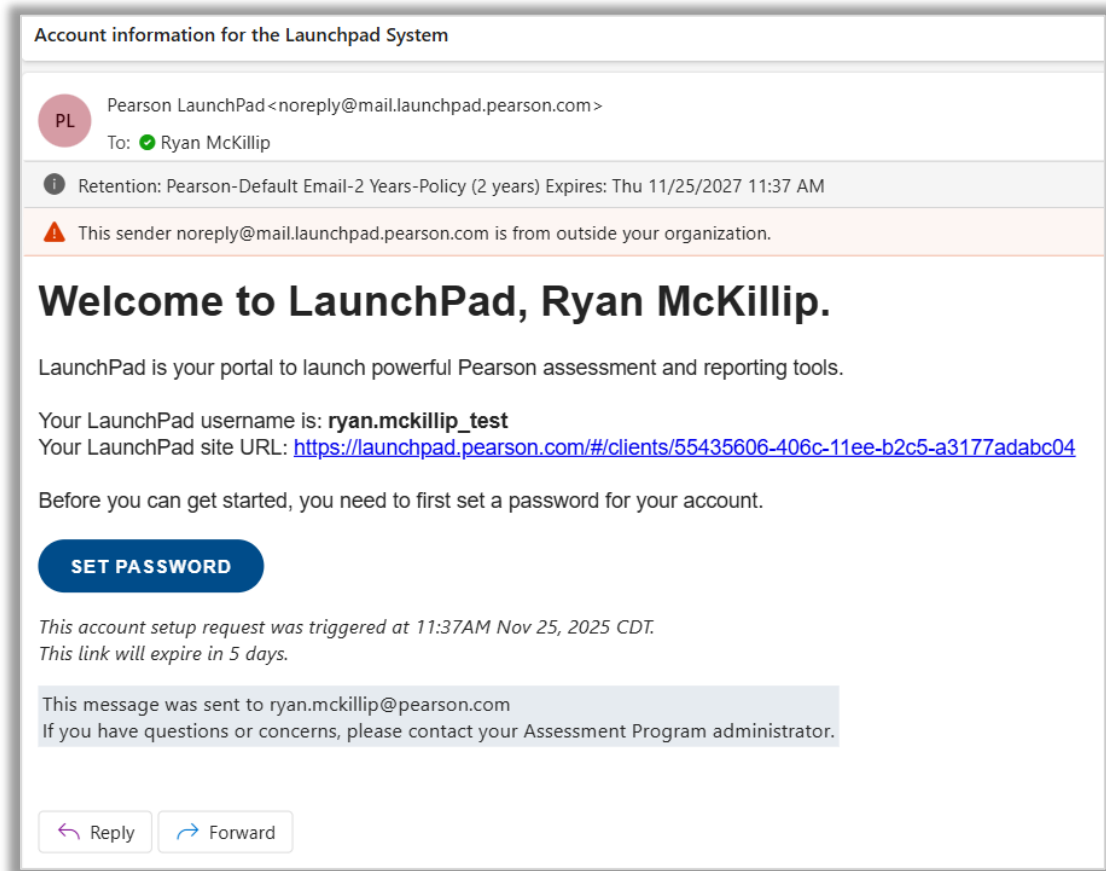 Account information for the Launchpad System
PL
Pearson LaunchPad<noreply@mail.launchpad.pearson.com>
To: Ryan McKillip
Retention: Pearson-Default Email-2 Years-Policy (2 years) Expires: Thu 11/25/2027 11:37 AM
This sender noreply@mail.launchpad.pearson.com is from outside your organization.
Welcome to LaunchPad, Ryan McKillip.
LaunchPad is your portal to launch powerful Pearson assessment and reporting tools.
Your LaunchPad username is: ryan.mckillip_test
Your LaunchPad site URL: https://launchpad.pearson.com/#/clients/55435606-406c-11ee-b2c5-a3177adabc04
Before you can get started, you need to first set a password for your account.
SET PASSWORD
This account setup request was triggered at 11:37AM Nov 25, 2025 CDT.
This link will expire in 5 days.
This message was sent to ryan.mckillip@pearson.com
If you have questions or concerns, please contact your Assessment Program administrator.
Reply
Forward